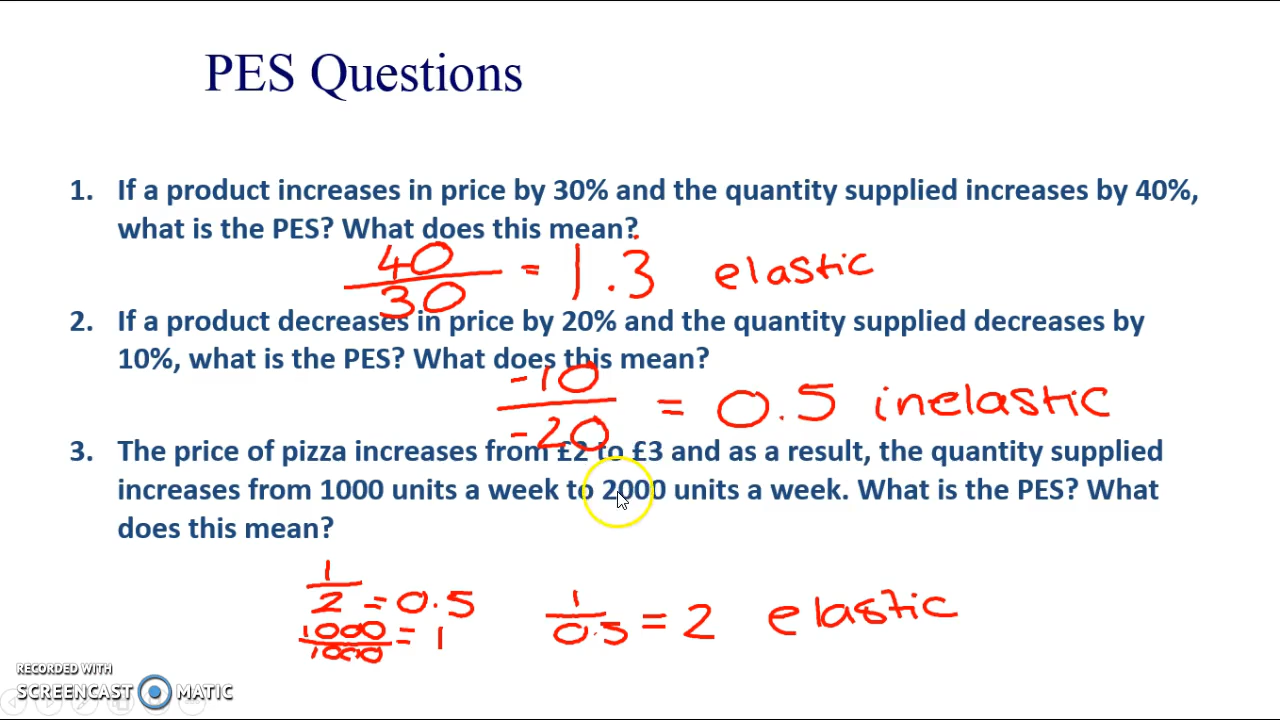 PES Questions
1. If a product increases in price by 30% and the quantity supplied increases by 40%,
what is the PES? What does this mean?
40
30
= 1.3̇ elastic
2. If a product decreases in price by 20% and the quantity supplied decreases by
10%, what is the PES? What does this mean?
-10
-20
= 0.5 inelastic
3. The price of pizza increases from £2 to £3 and as a result, the quantity supplied
increases from 1000 units a week to 2000 units a week. What is the PES? What
does this mean?
1
2
= 0.5
1000
1000
= 1
1
0.5
= 2 elastic
RECORDED WITH
SCREENCAST MATIC